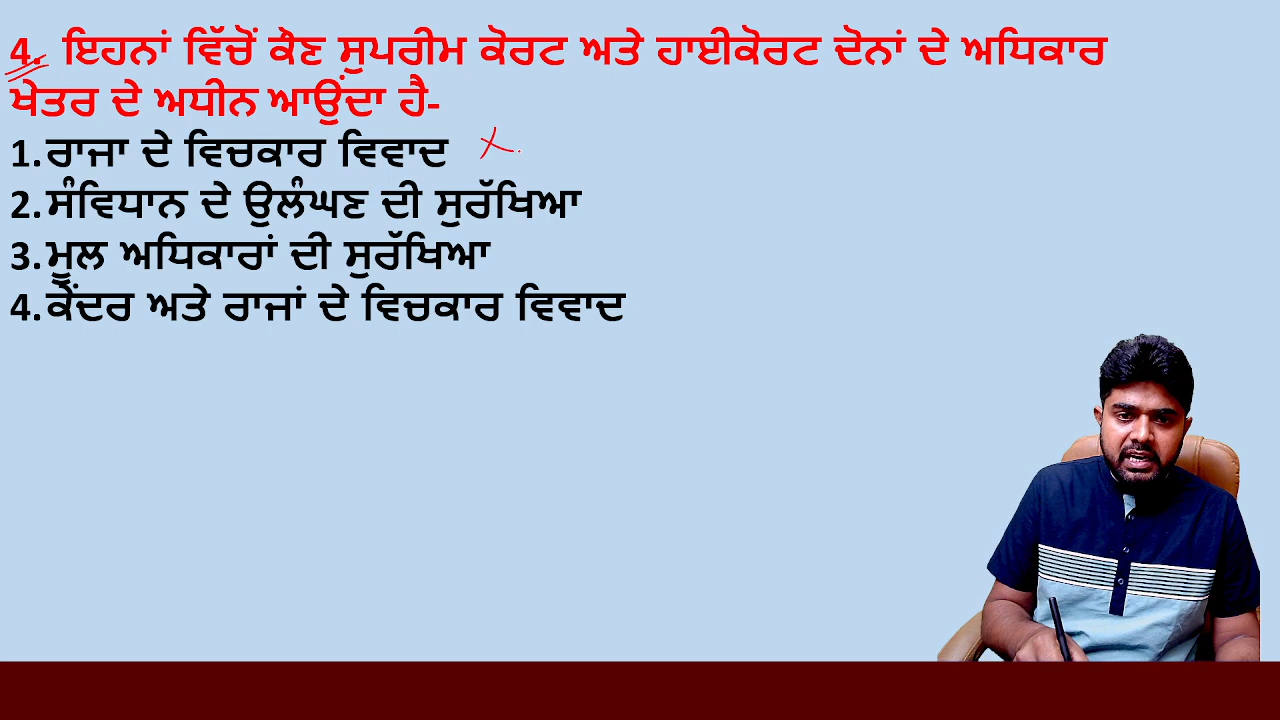 4. ਇਹਨਾਂ ਵਿੱਚੋਂ ਕੌਣ ਸੁਪਰੀਮ ਕੋਰਟ ਅਤੇ ਹਾਈਕੋਰਟ ਦੋਨਾਂ ਦੇ ਅਧਿਕਾਰ
ਖੇਤਰ ਦੇ ਅਧੀਨ ਆਉਂਦਾ ਹੈ-
1.ਰਾਜਾ ਦੇ ਵਿਚਕਾਰ ਵਿਵਾਦ
2.ਸੰਵਿਧਾਨ ਦੇ ਉਲੰਘਣ ਦੀ ਸੁਰੱਖਿਆ
3.ਮੂਲ ਅਧਿਕਾਰਾਂ ਦੀ ਸੁਰੱਖਿਆ
4.ਕੇਂਦਰ ਅਤੇ ਰਾਜਾਂ ਦੇ ਵਿਚਕਾਰ ਵਿਵਾਦ